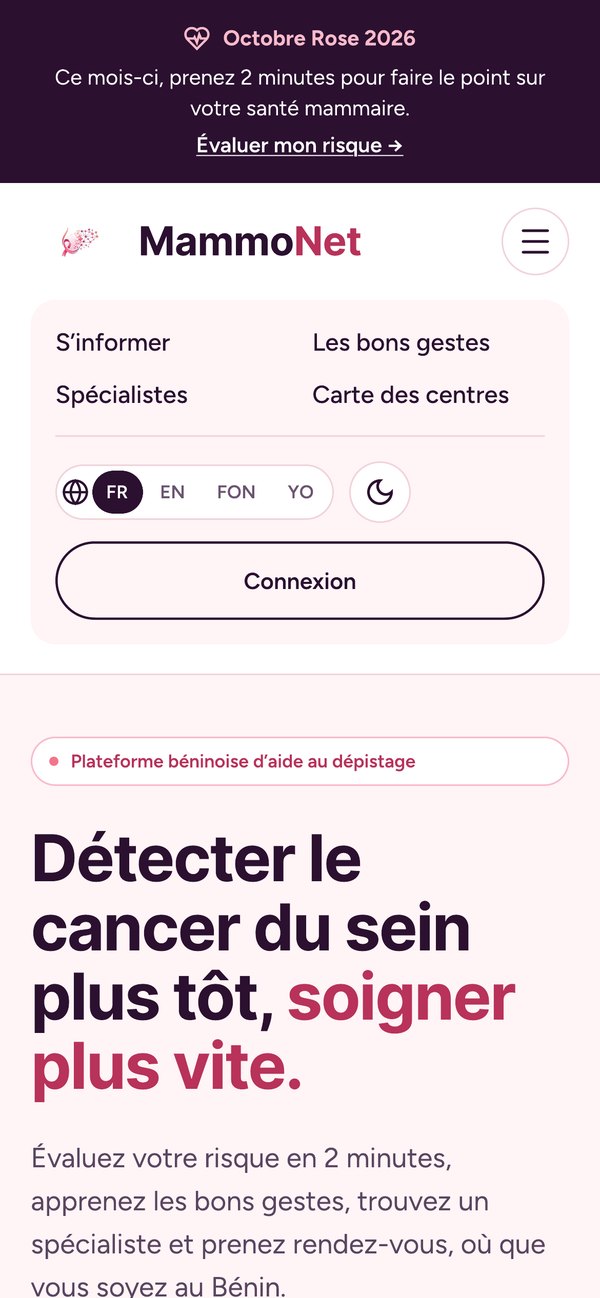 Octobre Rose 2026
Ce mois-ci, prenez 2 minutes pour faire le point sur
votre santé mammaire.
Évaluer mon risque →
MammoNet
S’informer
Les bons gestes
Spécialistes
Carte des centres
FR EN FON YO
Connexion
Plateforme béninoise d’aide au dépistage
Détecter le
cancer du sein
plus tôt, soigner
plus vite.
Évaluez votre risque en 2 minutes,
apprenez les bons gestes, trouvez un
spécialiste et prenez rendez-vous, où que
vous soyez au Bénin.